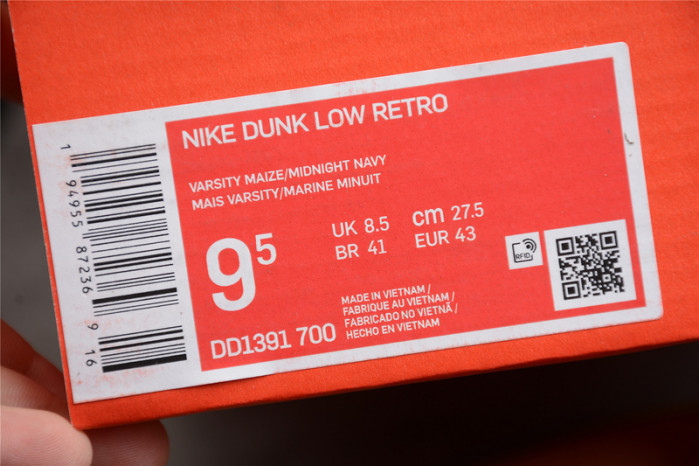 NIKE DUNK LOW RETRO
VARSITY MAIZE/MIDNIGHT NAVY
MAIS VARSITY/MARINE MINUIT
95
UK 8.5 cm 27.5
BR 41 EUR 43
RFID
MADE IN VIETNAM /
FABRIQUE AU VIETNAM /
FABRICADO NO VIETNÃ /
HECHO EN VIETNAM
DD1391 700
1 94955 87236 9 16